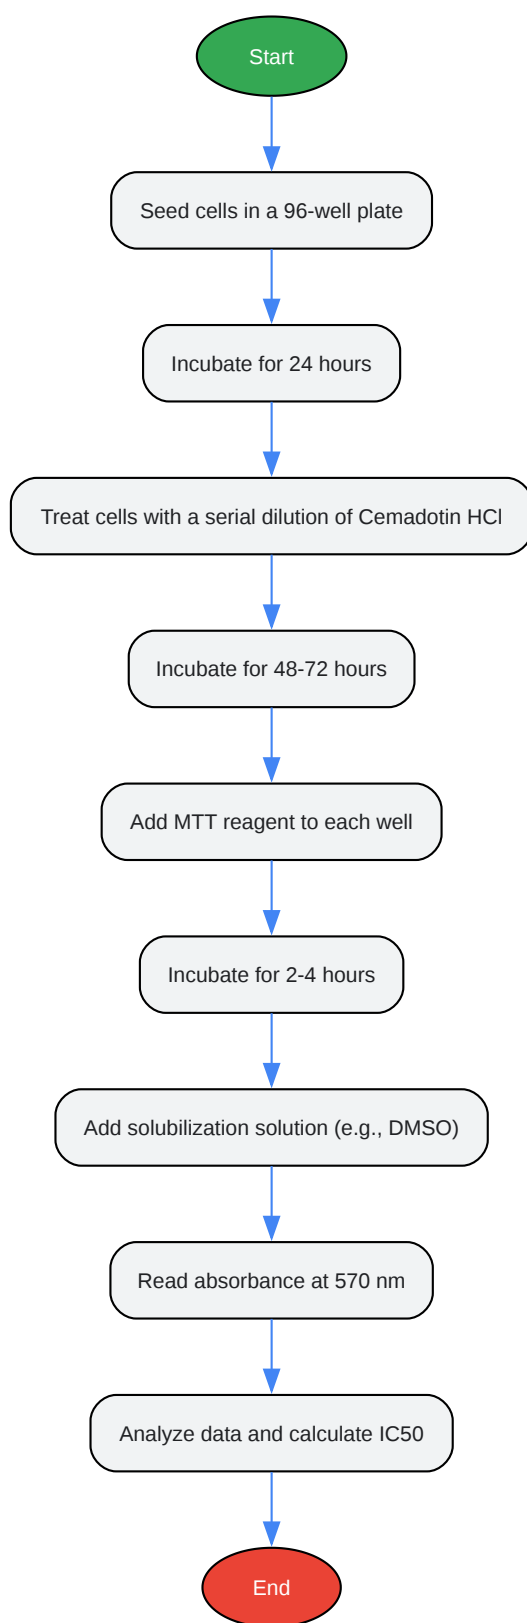 Start
Seed cells in a 96-well plate
Incubate for 24 hours
Treat cells with a serial dilution of Cemadotin HCl
Incubate for 48-72 hours
Add MTT reagent to each well
Incubate for 2-4 hours
Add solubilization solution (e.g., DMSO)
Read absorbance at 570 nm
Analyze data and calculate IC50
End